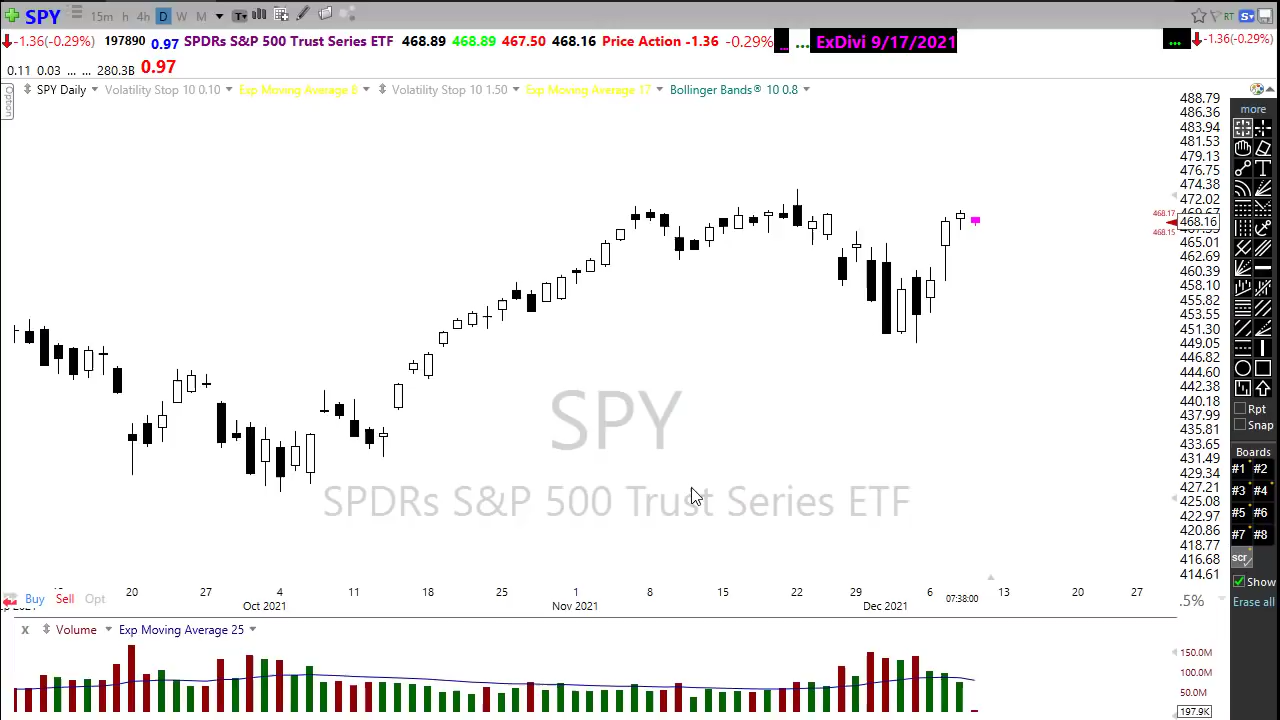 SPY 15m h 4h D W M T RT S
-1.36(-0.29%) 197890 0.97 SPDRs S&P 500 Trust Series ETF 468.89 468.89 467.50 468.16 Price Action -1.36 -0.29% ... ... ExDivi 9/17/2021 ... -1.36(0.29%)
0.11 0.03 ... ... 280.3B 0.97
Option
SPY Daily Volatility Stop 10 0.10 Exp Moving Average 8 Volatility Stop 10 1.50 Exp Moving Average 17 Bollinger Bands® 10 0.8
488.79
486.36
483.94
481.53
479.13
476.75
474.38
472.02
468.17
468.16
468.15
465.01
462.69
460.39
458.10
455.82
453.55
451.30
449.05
446.82
444.60
442.38
440.18
437.99
435.81
433.65
431.49
429.34
427.21
425.08
422.97
420.86
418.77
416.68
414.61
more
Rpt
Snap
Boards
#1 #2
#3 #4
#5 #6
#7 #8
scr
Show
Erase all
SPY
SPDRs S&P 500 Trust Series ETF
20 27 11 18 25 1 8 15 22 29 6 13 20 27
Oct 2021 Nov 2021 Dec 2021 07:38:00
Buy Sell Opt .5%
x Volume Exp Moving Average 25
150.0M
100.0M
50.0M
197.9K